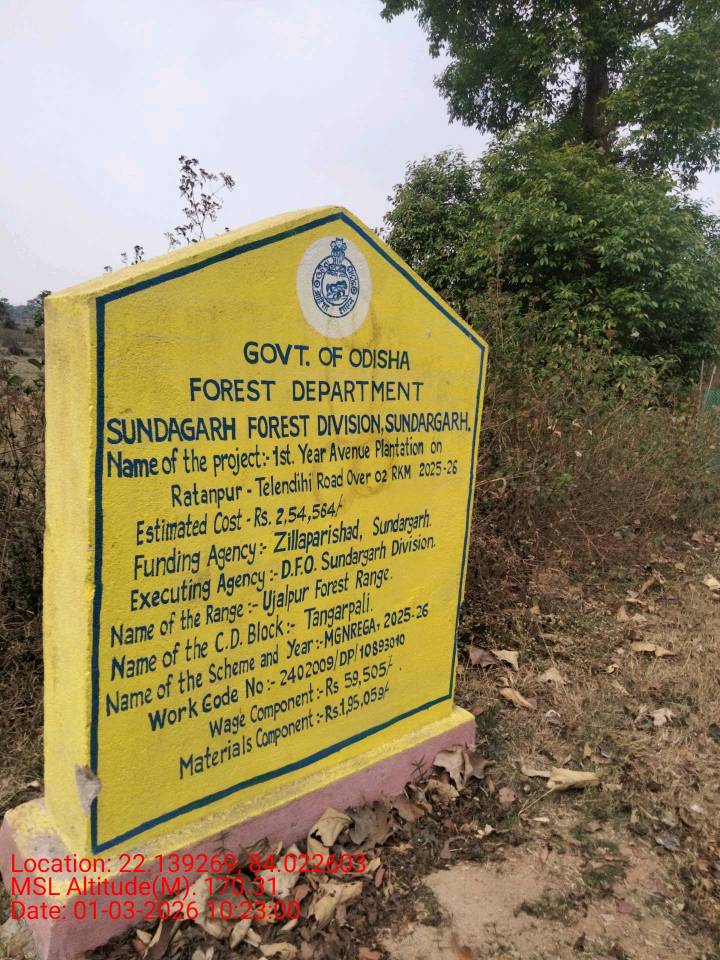 GOVT. OF ODISHA
FOREST DEPARTMENT
SUNDAGARH FOREST DIVISION, SUNDARGARH.
Name of the project:- 1st. Year Avenue Plantation on
Ratanpur - Telendihi Road Over 02 RKM 2025-26
Estimated Cost - Rs. 2,54,564/-
Funding Agency:- Zillaparishad, Sundargarh.
Executing Agency:- D.F.O. Sundargarh Division.
Name of the Range:- Ujalpur Forest Range.
Name of the C.D. Block:- Tangarpali.
Name of the Scheme and Year:- MGNREGA, 2025-26
Work Code No:- 2402009/DP/10893010
Wage Component:- Rs 59,505/-.
Materials Component:- Rs.1,95,059/-
Location: 22.139269, 84.022603
MSL Altitude(M): 170.31
Date: 01-03-2026 10:23:00